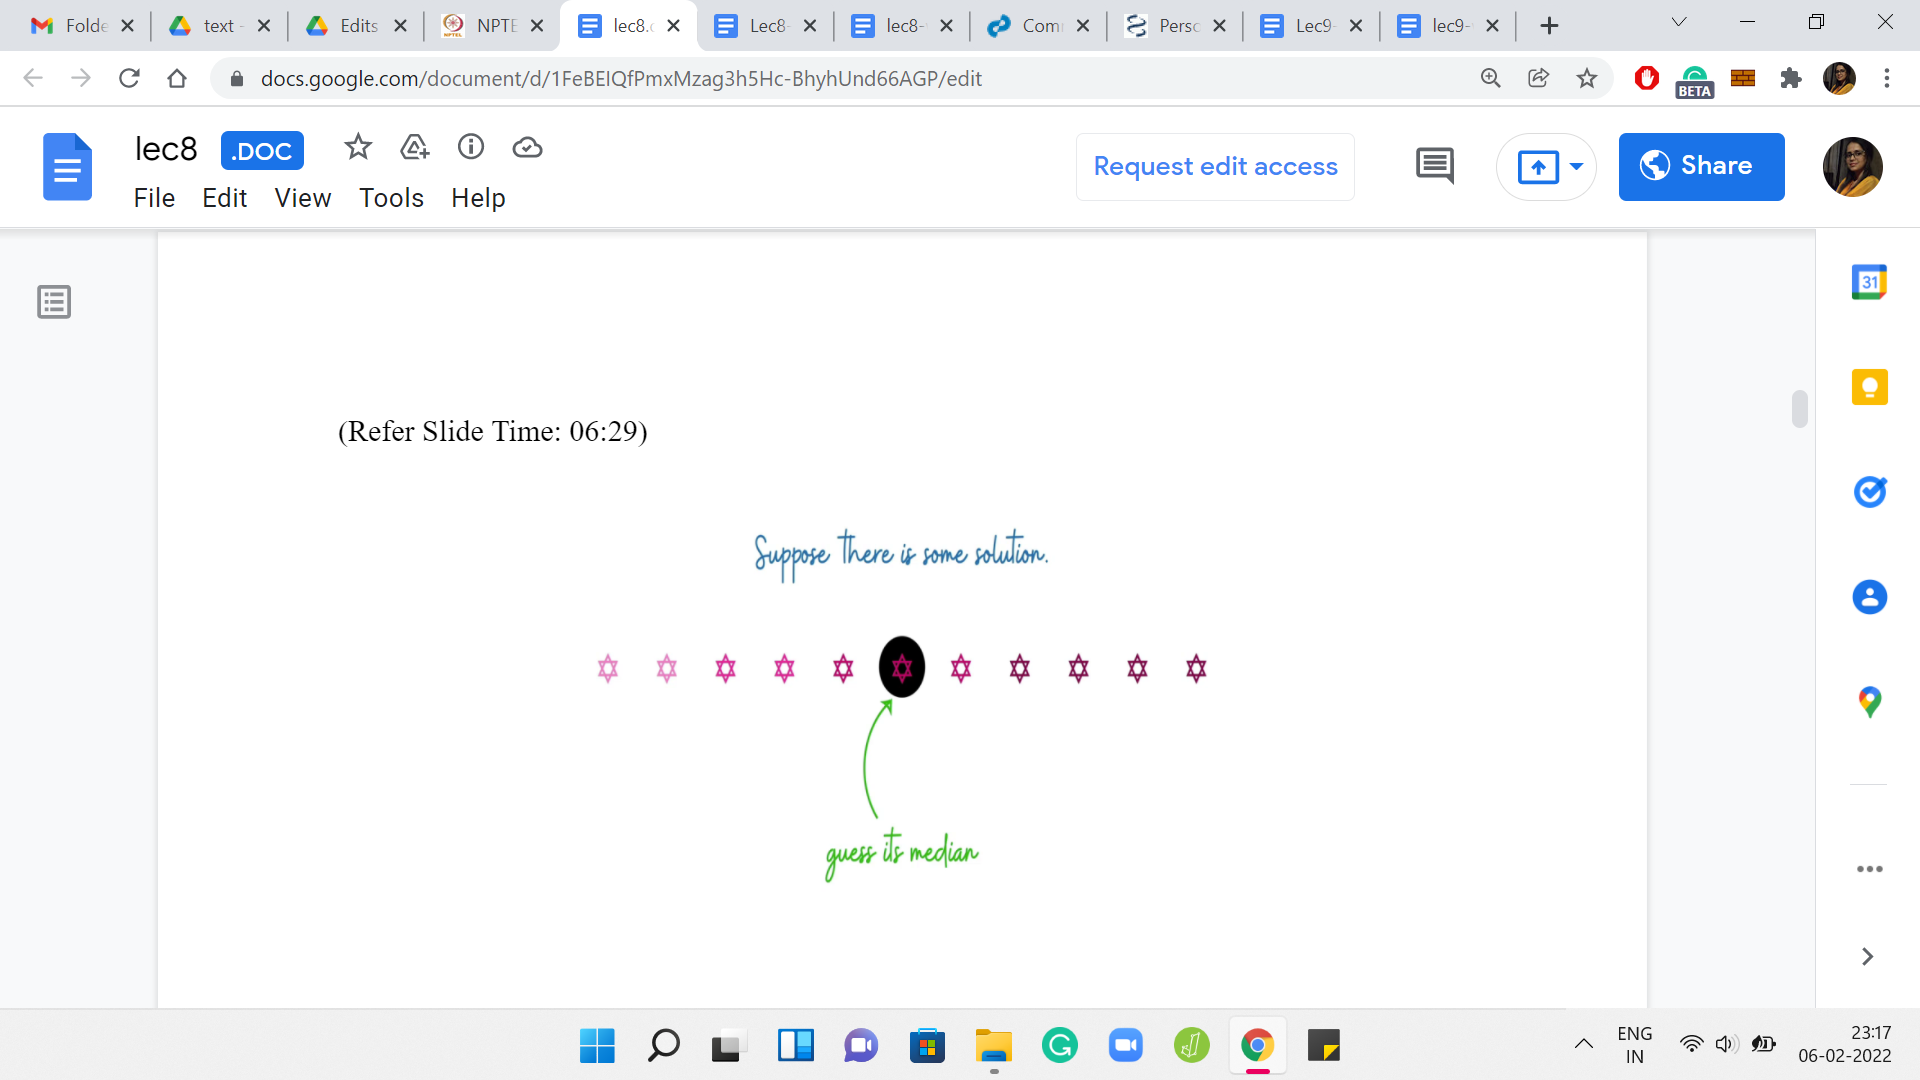 Folde
text -
Edits
NPTE
lec8.d
Lec8-
lec8-
Com
Perso
Lec9-
lec9-
docs.google.com/document/d/1FeBEIQfPmxMzag3h5Hc-BhyhUnd66AGP/edit
BETA
lec8
.DOC
Request edit access
Share
File
Edit
View
Tools
Help
31
(Refer Slide Time: 06:29)
Suppose there is some solution.
guess its median
ENG
IN
23:17
06-02-2022